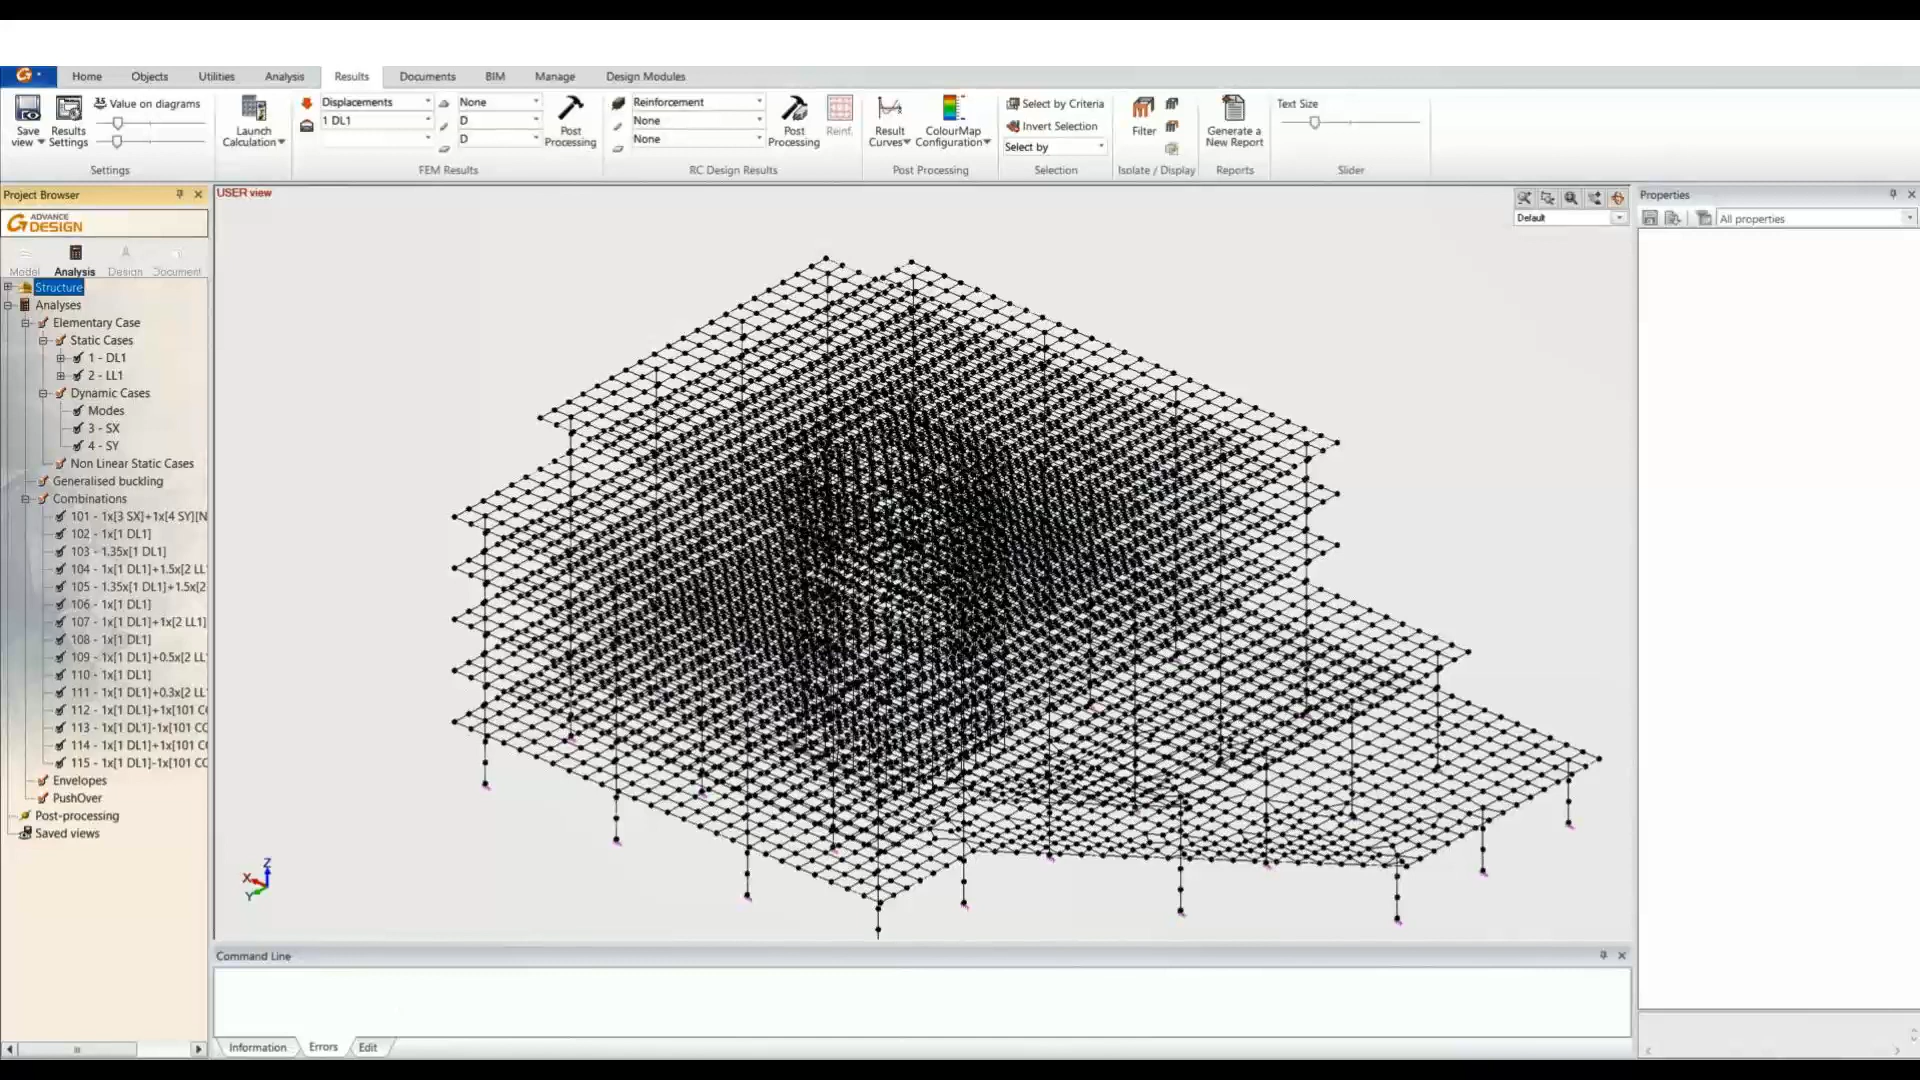 Home Objects Utilities Analysis Results Documents BIM Manage Design Modules
Save view
Results Settings
35 Value on diagrams
Settings
Launch Calculation
Displacements
1 DL1
None
D
D
Post Processing
FEM Results
Reinforcement
None
None
Post Processing
Reinf.
RC Design Results
Result Curves
ColourMap Configuration
Post Processing
Select by Criteria
Invert Selection
Select by
Selection
Filter
Isolate / Display
Generate a New Report
Reports
Text Size
Slider
Project Browser
ADVANCE
DESIGN
Model Analysis Design Document
Structure
Analyses
Elementary Case
Static Cases
1 - DL1
2 - LL1
Dynamic Cases
Modes
3 - SX
4 - SY
Non Linear Static Cases
Generalised buckling
Combinations
101 - 1x[3 SX]+1x[4 SY][N
102 - 1x[1 DL1]
103 - 1.35x[1 DL1]
104 - 1x[1 DL1]+1.5x[2 LL
105 - 1.35x[1 DL1]+1.5x[2
106 - 1x[1 DL1]
107 - 1x[1 DL1]+1x[2 LL1]
108 - 1x[1 DL1]
109 - 1x[1 DL1]+0.5x[2 LL
110 - 1x[1 DL1]
111 - 1x[1 DL1]+0.3x[2 LL
112 - 1x[1 DL1]+1x[101 CC
113 - 1x[1 DL1]-1x[101 CC
114 - 1x[1 DL1]+1x[101 CC
115 - 1x[1 DL1]-1x[101 CC
Envelopes
PushOver
Post-processing
Saved views
USER view
Default
X
Y
Z
Command Line
Information Errors Edit
Properties
All properties